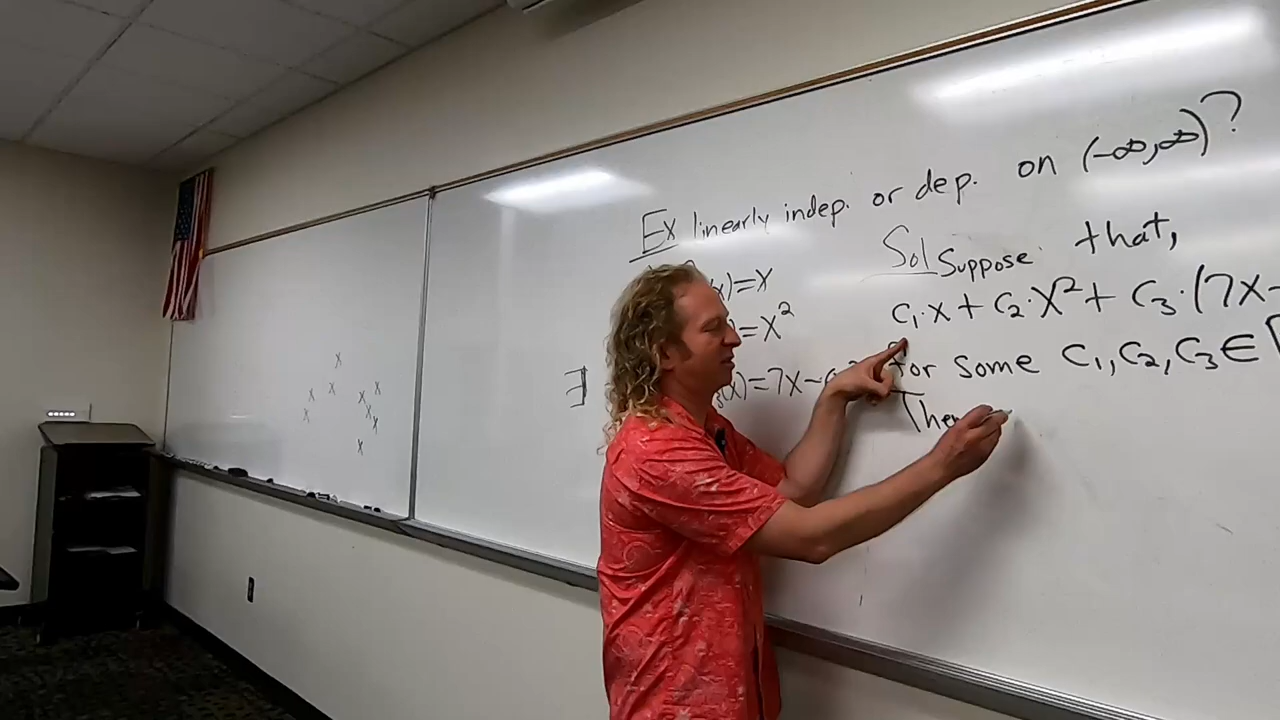 Ex linearly indep. or dep. on (-∞,∞)?
)=X
=X²
∃
(x)=7X-
Sol Suppose that,
C₁·X + C₂·X² + C₃·(7X-
for some C₁, C₂, C₃ ∈
The
X X X X X X X X X